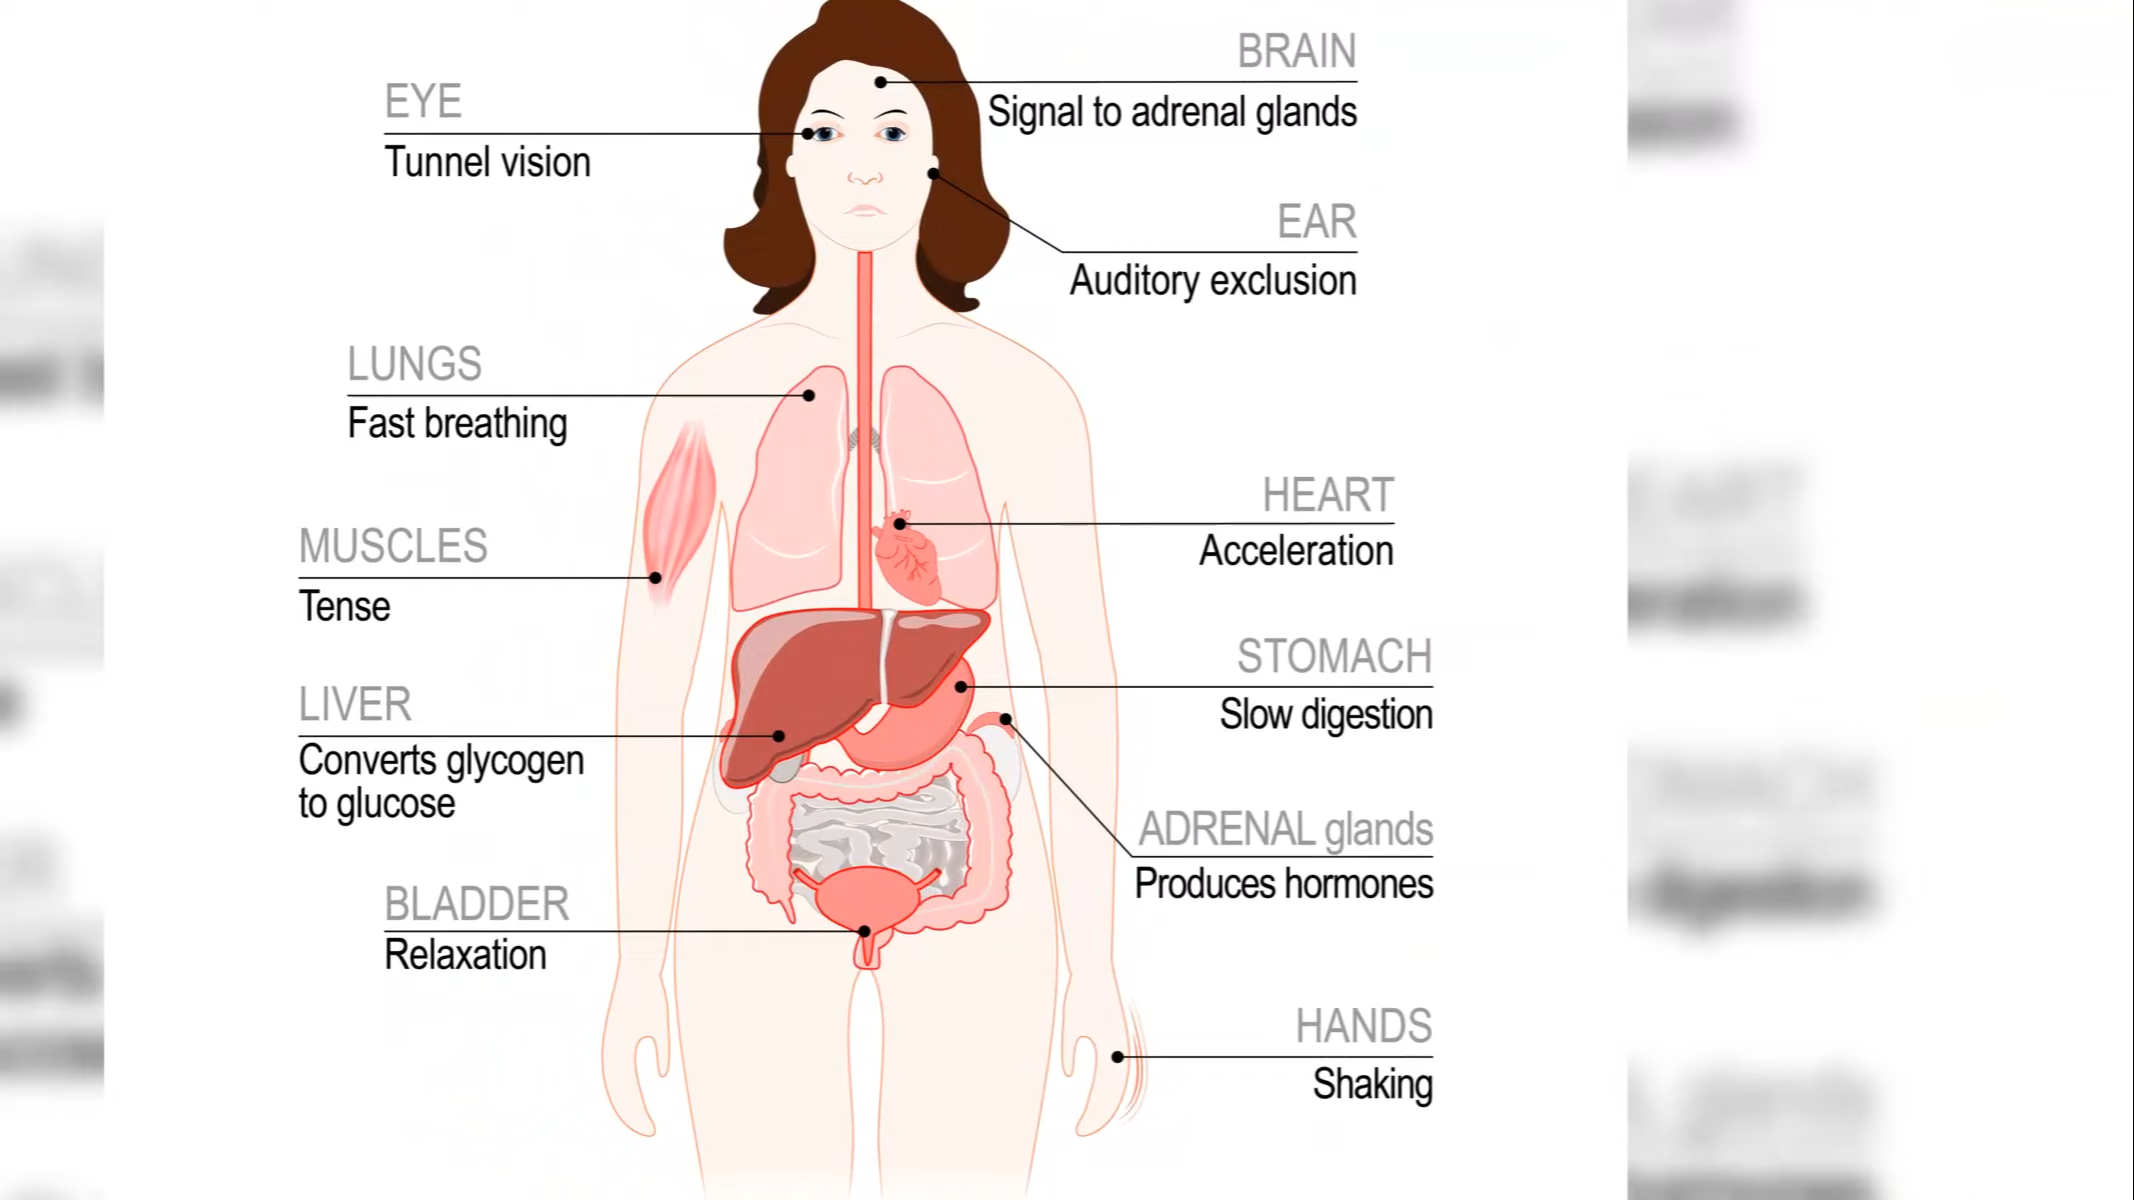 BRAIN
Signal to adrenal glands
EYE
Tunnel vision
EAR
Auditory exclusion
LUNGS
Fast breathing
HEART
Acceleration
MUSCLES
Tense
STOMACH
Slow digestion
LIVER
Converts glycogen
to glucose
ADRENAL glands
Produces hormones
BLADDER
Relaxation
HANDS
Shaking